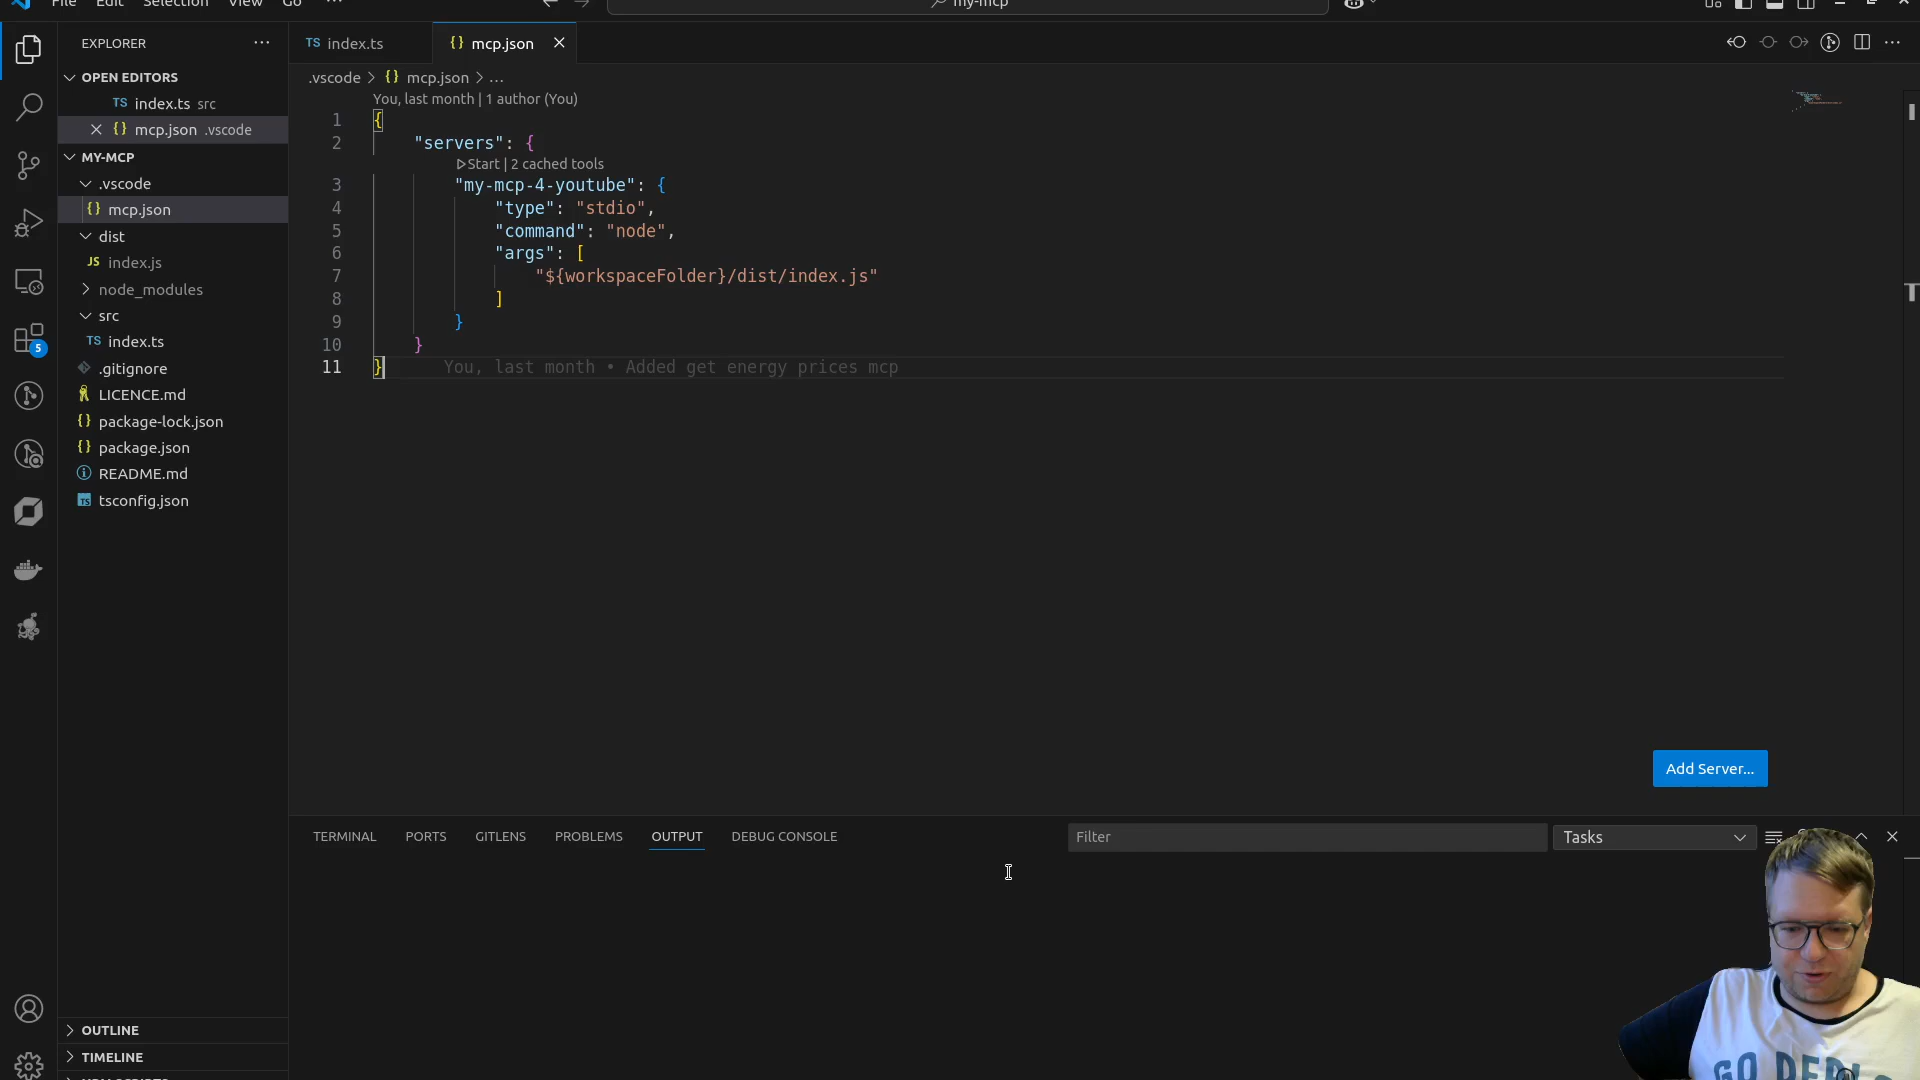 File Edit Selection View Go ...
my-mcp
EXPLORER
OPEN EDITORS
TS index.ts src
{} mcp.json .vscode
MY-MCP
.vscode
{} mcp.json
dist
JS index.js
node_modules
src
TS index.ts
.gitignore
LICENCE.md
{} package-lock.json
{} package.json
README.md
TS tsconfig.json
OUTLINE
TIMELINE
5
TS index.ts
{} mcp.json
.vscode > {} mcp.json > ...
You, last month | 1 author (You)
1 {
2 "servers": {
Start | 2 cached tools
3 "my-mcp-4-youtube": {
4 "type": "stdio",
5 "command": "node",
6 "args": [
7 "${workspaceFolder}/dist/index.js"
8 ]
9 }
10 }
11 } You, last month • Added get energy prices mcp
Add Server...
TERMINAL PORTS GITLENS PROBLEMS OUTPUT DEBUG CONSOLE
Filter
Tasks
GO